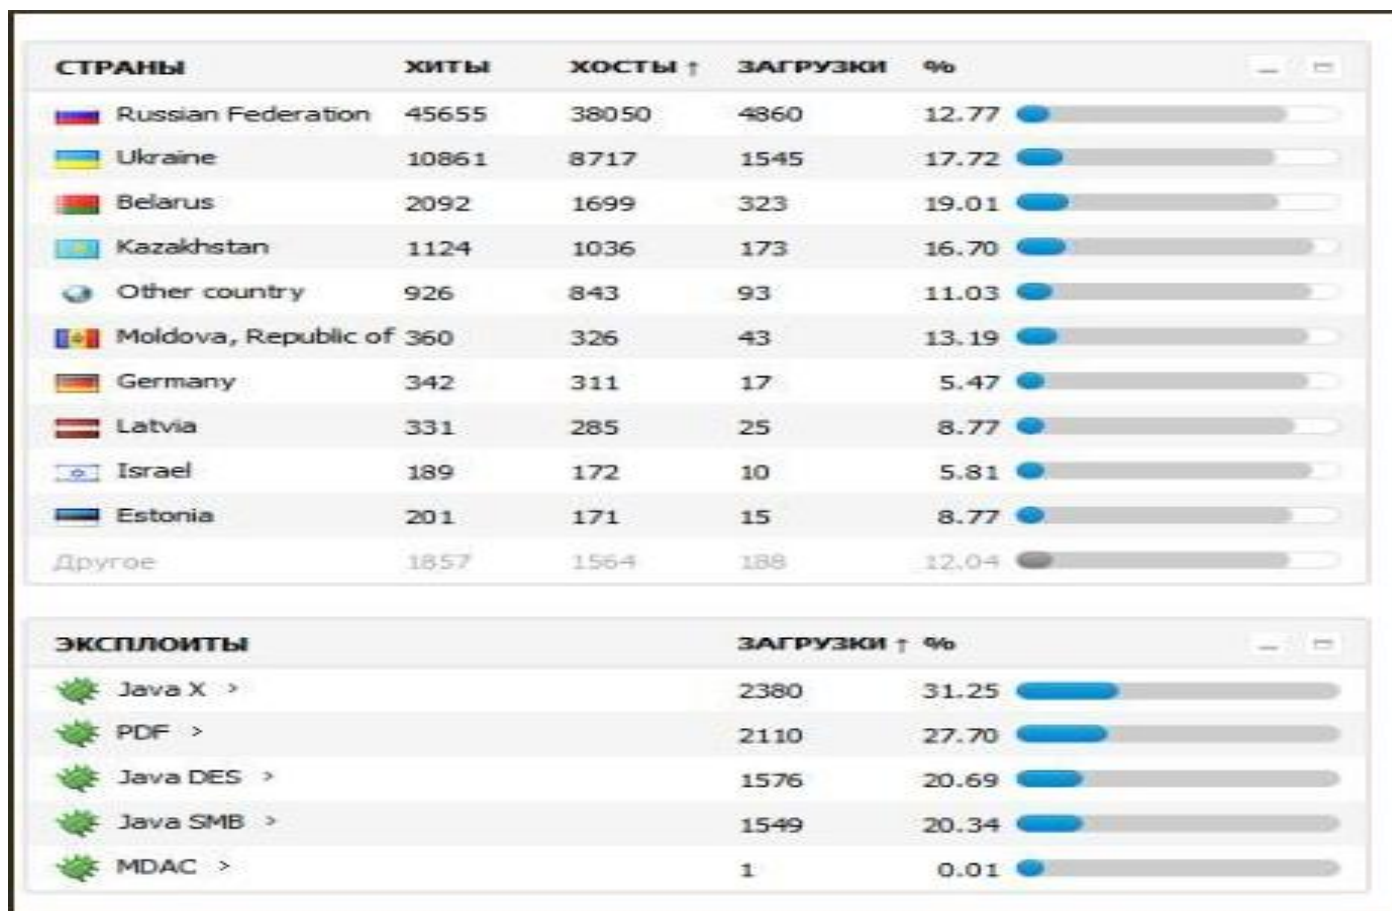 СТРАНЫ ХИТЫ ХОСТЫ ↑ ЗАГРУЗКИ %
Russian Federation 45655 38050 4860 12.77
Ukraine 10861 8717 1545 17.72
Belarus 2092 1699 323 19.01
Kazakhstan 1124 1036 173 16.70
Other country 926 843 93 11.03
Moldova, Republic of 360 326 43 13.19
Germany 342 311 17 5.47
Latvia 331 285 25 8.77
Israel 189 172 10 5.81
Estonia 201 171 15 8.77
Другое 1857 1564 188 12.04
ЭКСПЛОИТЫ ЗАГРУЗКИ ↑ %
Java X > 2380 31.25
PDF > 2110 27.70
Java DES > 1576 20.69
Java SMB > 1549 20.34
MDAC > 1 0.01